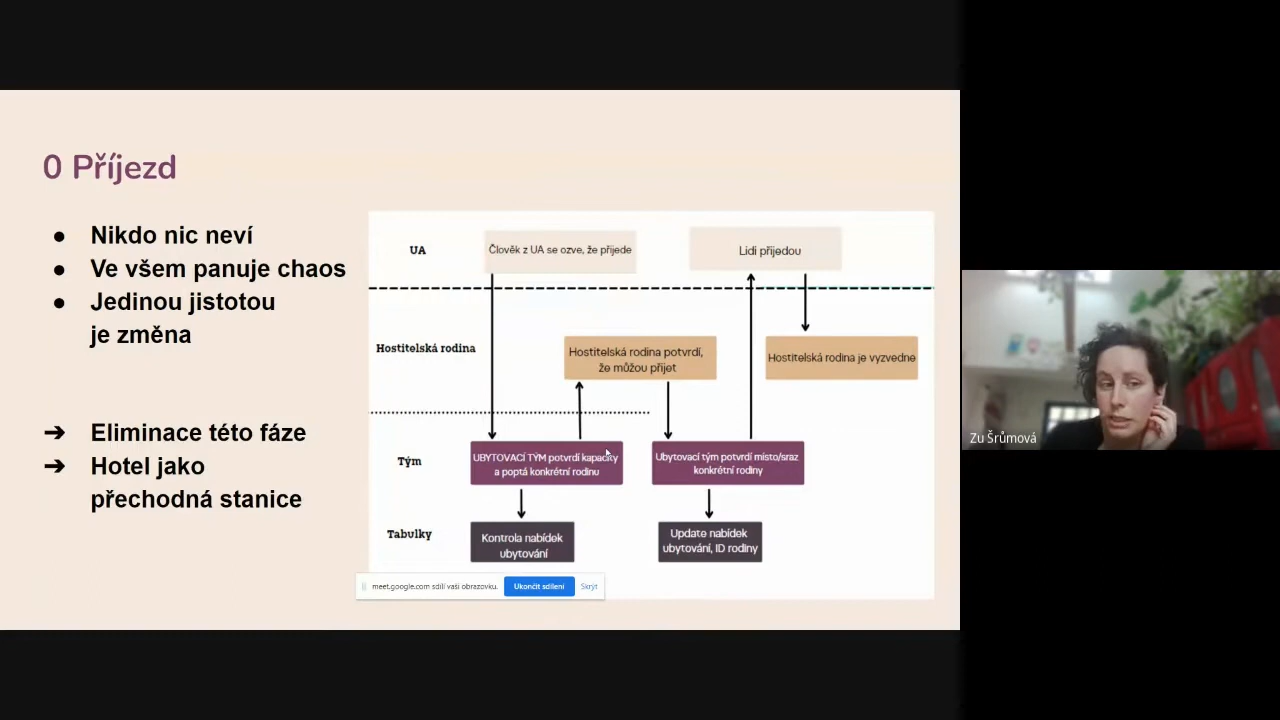 0 Příjezd
● Nikdo nic neví
● Ve všem panuje chaos
● Jedinou jistotou
je změna
➔ Eliminace této fáze
➔ Hotel jako
přechodná stanice
UA
Člověk z UA se ozve, že přijede
Lidi přijedou
Hostitelská rodina
Hostitelská rodina potvrdí,
že můžou přijet
Hostitelská rodina je vyzvedne
Tým
UBYTOVACÍ TÝM potvrdí kapacity
a poptá konkrétní rodinu
Ubytovací tým potvrdí místo/sraz
konkrétní rodiny
Tabulky
Kontrola nabídek
ubytování
Update nabídek
ubytování, ID rodiny
meet.google.com sdílí vaši obrazovku.
Ukončit sdílení
Skrýt
Zu Šrůmová